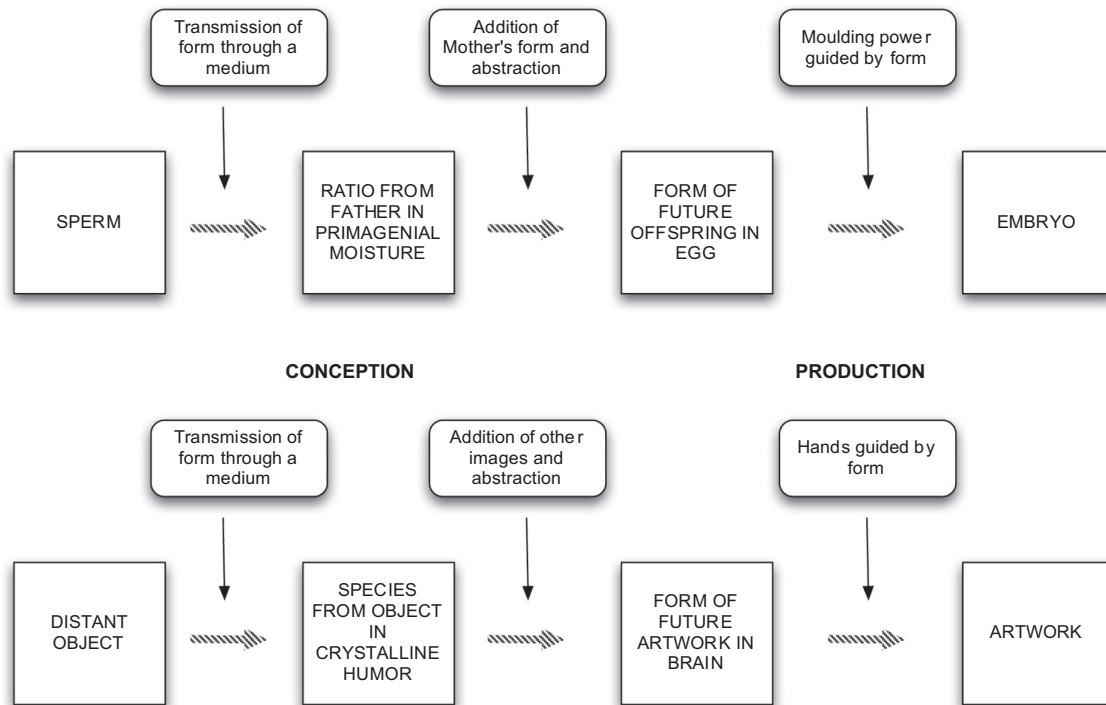 Transmission of
form through a
medium
Addition of
Mother's form and
abstraction
Moulding power
guided by form
SPERM
RATIO FROM
FATHER IN
PRIMAGENIAL
MOISTURE
FORM OF
FUTURE
OFFSPRING IN
EGG
EMBRYO
CONCEPTION
PRODUCTION
Transmission of
form through a
medium
Addition of other
images and
abstraction
Hands guided by
form
DISTANT
OBJECT
SPECIES
FROM OBJECT
IN
CRYSTALLINE
HUMOR
FORM OF
FUTURE
ARTWORK IN
BRAIN
ARTWORK